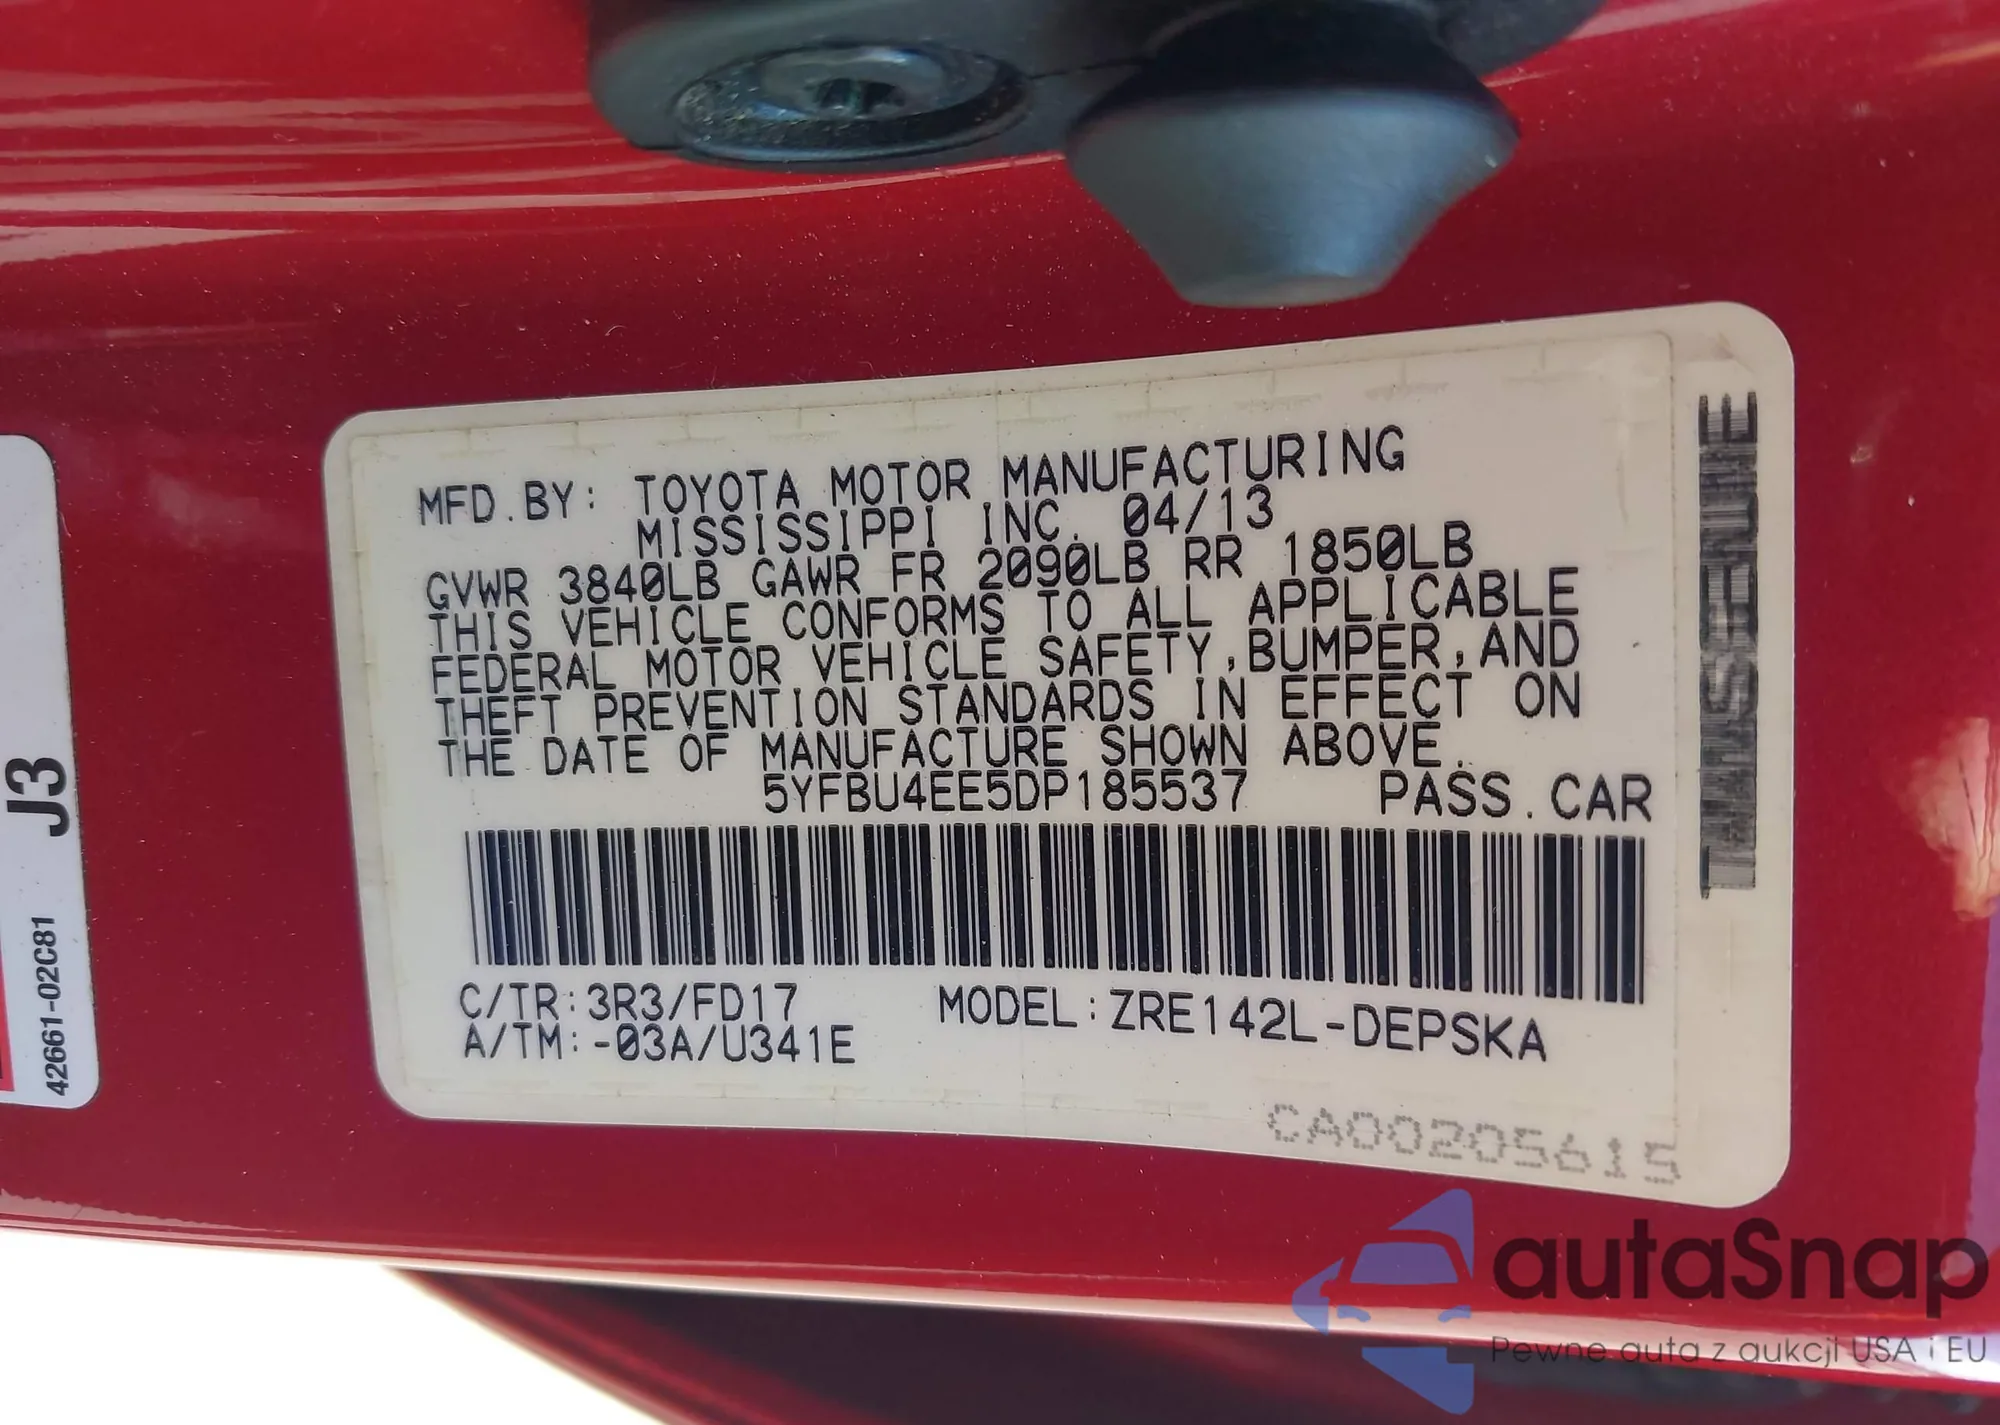 MFD.BY: TOYOTA MOTOR MANUFACTURING
MISSISSIPPI INC. 04/13
GVWR 3840LB GAWR FR 2090LB RR 1850LB
THIS VEHICLE CONFORMS TO ALL APPLICABLE
FEDERAL MOTOR VEHICLE SAFETY,BUMPER,AND
THEFT PREVENTION STANDARDS IN EFFECT ON
THE DATE OF MANUFACTURE SHOWN ABOVE.
5YFBU4EE5DP185537 PASS.CAR
C/TR:3R3/FD17 MODEL:ZRE142L-DEPSKA
A/TM:-03A/U341E
CA00205615
J3
42661-02C81
autaSnap
Pewne auta z aukcji USA i EU